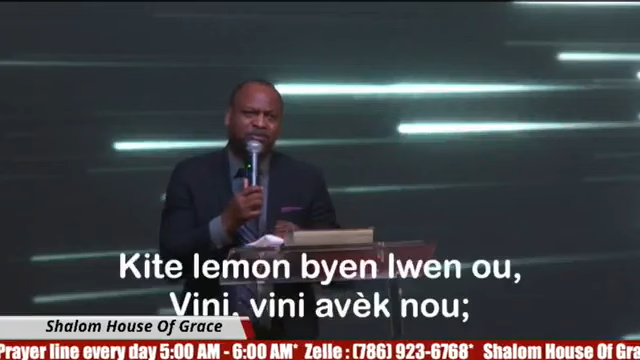 Kite lemon byen lwen ou,
Vini, vini avèk nou;
Shalom House Of Grace
Prayer line every day 5:00 AM - 6:00 AM* Zelle : (786) 923-6768* Shalom House Of Gra